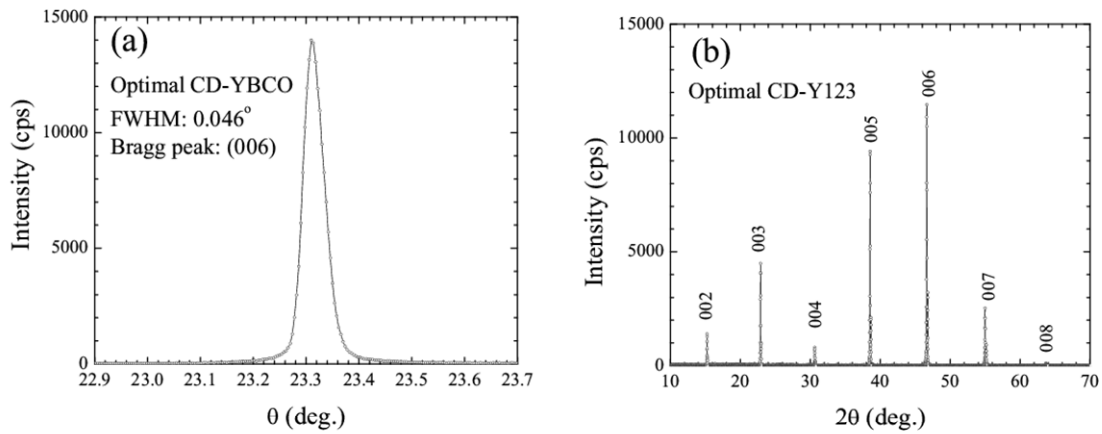 (a)
Optimal CD-YBCO
FWHM: 0.046°
Bragg peak: (006)
Intensity (cps)
15000
10000
5000
0
22.9 23.0 23.1 23.2 23.3 23.4 23.5 23.6 23.7
θ (deg.)
(b)
Optimal CD-Y123
Intensity (cps)
15000
10000
5000
0
002
003
004
005
006
007
008
10 20 30 40 50 60 70
2θ (deg.)